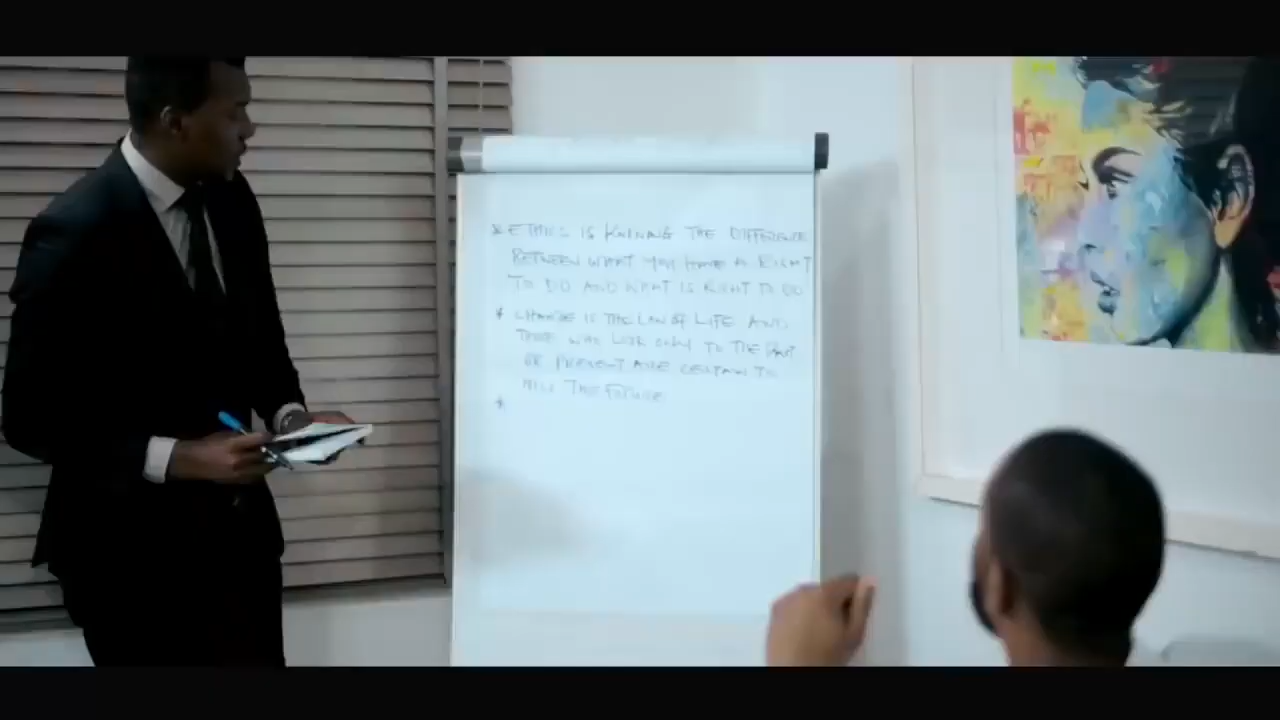 * ETHICS IS KNOWING THE DIFFERENCE
BETWEEN WHAT YOU HAVE A RIGHT
TO DO AND WHAT IS RIGHT TO DO
* CHANGE IS THE LAW OF LIFE AND
THOSE WHO LOOK ONLY TO THE PAST
OR PRESENT ARE CERTAIN TO
MISS THE FUTURE
*